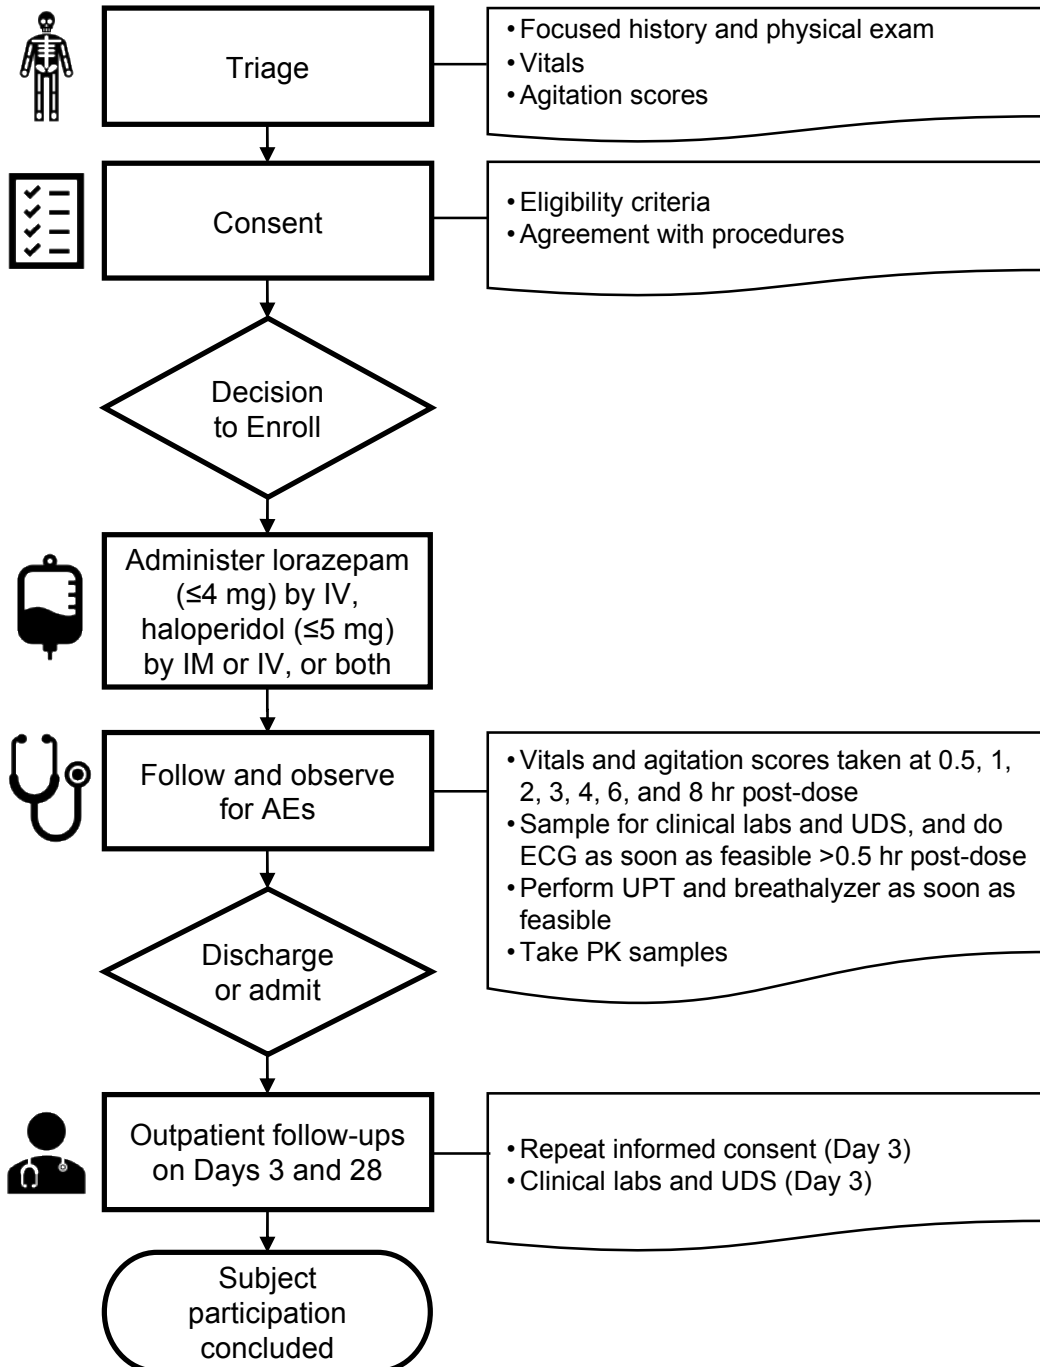 Triage
• Focused history and physical exam
• Vitals
• Agitation scores
Consent
• Eligibility criteria
• Agreement with procedures
Decision
to Enroll
Administer lorazepam
(≤4 mg) by IV,
haloperidol (≤5 mg)
by IM or IV, or both
Follow and observe
for AEs
• Vitals and agitation scores taken at 0.5, 1,
2, 3, 4, 6, and 8 hr post-dose
• Sample for clinical labs and UDS, and do
ECG as soon as feasible >0.5 hr post-dose
• Perform UPT and breathalyzer as soon as
feasible
• Take PK samples
Discharge
or admit
Outpatient follow-ups
on Days 3 and 28
• Repeat informed consent (Day 3)
• Clinical labs and UDS (Day 3)
Subject
participation
concluded